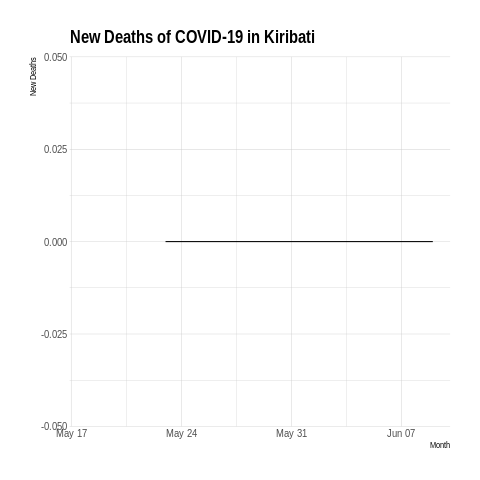 New Deaths of COVID-19 in Kiribati
New Deaths
0.050
0.025
0.000
-0.025
-0.050
May 17
May 24
May 31
Jun 07
Month